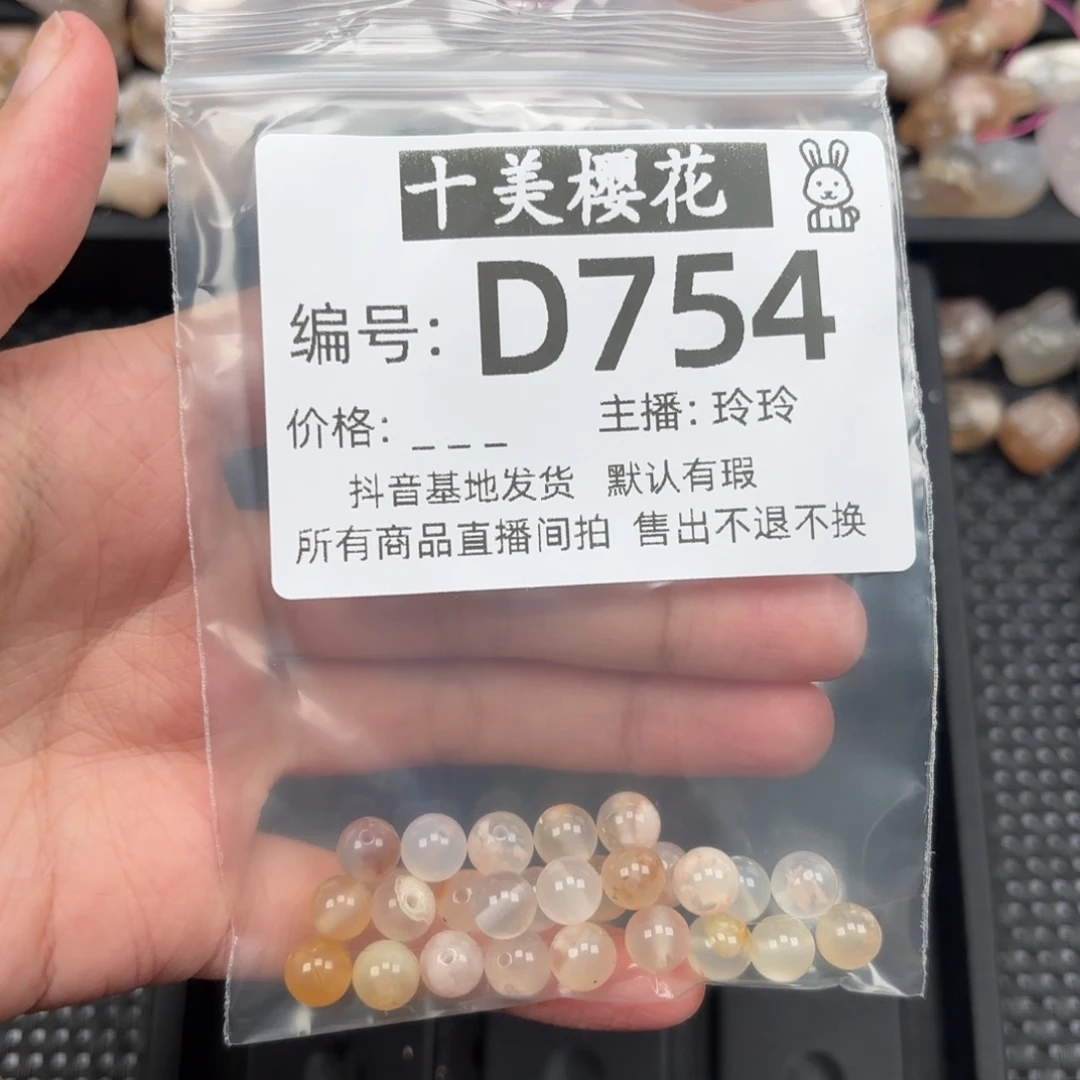 十美樱花
编号: D754
价格: _ _ _ 主播: 玲玲
抖音基地发货 默认有瑕
所有商品直播间拍 售出不退不换